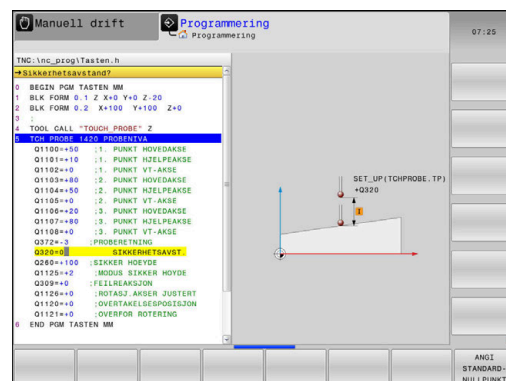 Manuell drift
Programmering
Programmering
07:25
TNC:\nc_prog\Tasten.h
→Sikkerhetsavstand?
0 BEGIN PGM TASTEN MM
1 BLK FORM 0.1 Z X+0 Y+0 Z-20
2 BLK FORM 0.2 X+100 Y+100 Z+0
3 ;
4 TOOL CALL "TOUCH_PROBE" Z
5 TCH PROBE 1420 PROBENIVA
Q1100=+50 ;1. PUNKT HOVEDAKSE
Q1101=+10 ;1. PUNKT HJELPEAKSE
Q1102=+0 ;1. PUNKT VT-AKSE
Q1103=+80 ;2. PUNKT HOVEDAKSE
Q1104=+50 ;2. PUNKT HJELPEAKSE
Q1105=+0 ;2. PUNKT VT-AKSE
Q1106=+20 ;3. PUNKT HOVEDAKSE
Q1107=+80 ;3. PUNKT HJELPEAKSE
Q1108=+0 ;3. PUNKT VT-AKSE
Q372=-3 ;PROBERETNING
Q320=0 SIKKERHETSAVST.
Q260=+100 ;SIKKER HOEYDE
Q1125=+2 ;MODUS SIKKER HOYDE
Q309=+0 ;FEILREAKSJON
Q1126=+0 ;ROTASJ.AKSER JUSTERT
Q1120=+0 ;OVERTAKELSESPOSISJON
Q1121=+0 ;OVERFOR ROTERING
6 END PGM TASTEN MM
SET_UP(TCHPROBE.TP)
+Q320
I
ANGI
STANDARD-
NULLPUNKT